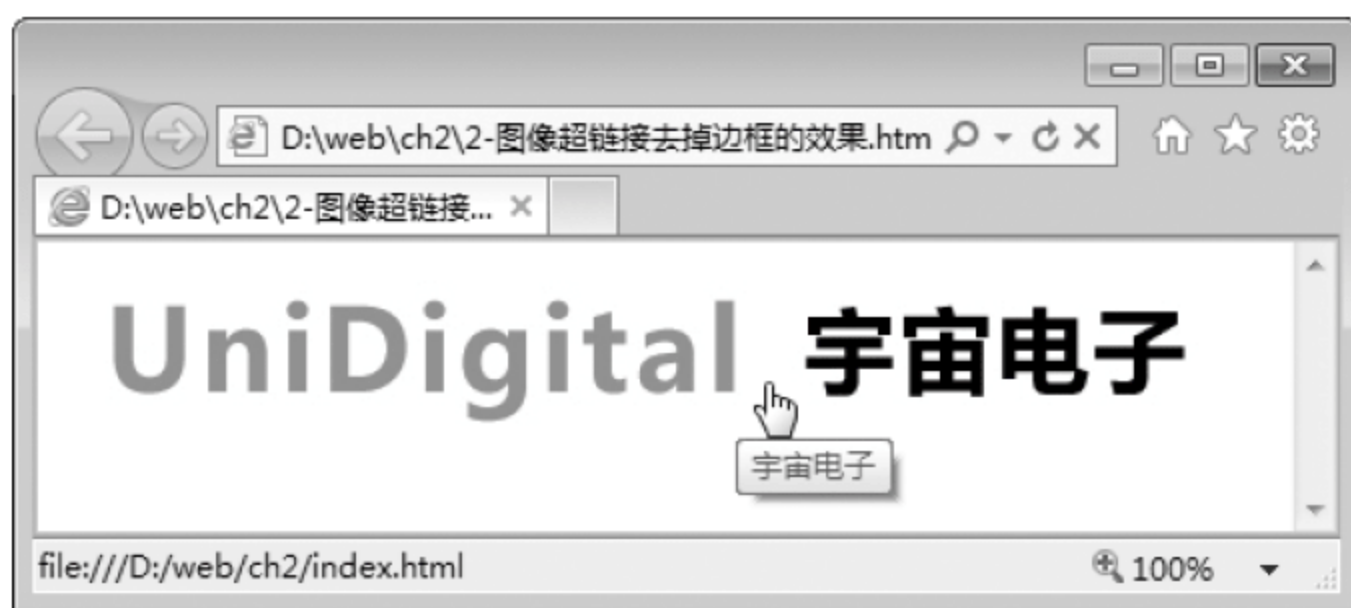 D:\web\ch2\2-图像超链接去掉边框的效果.htm
D:\web\ch2\2-图像超链接...
UniDigital 宇宙电子
宇宙电子
file:///D:/web/ch2/index.html
100%